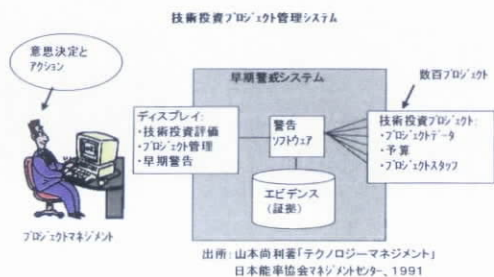 技術投資プロジェクト管理システム
意思決定と
アクション
早期警戒システム
数百プロジェクト
ディスプレイ:
・技術投資評価
・プロジェクト管理
・早期警告
警告
ソフトウェア
技術投資プロジェクト:
・プロジェクトデータ
・予算
・プロジェクトスタッフ
エビデンス
(証拠)
プロジェクトマネジメント
出所: 山本尚利著「テクノロジーマネジメント」
日本能率協会マネジメントセンター、1991